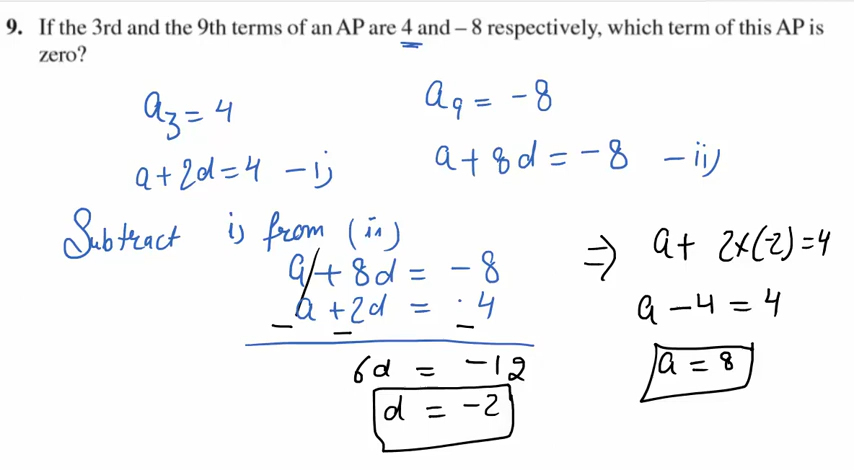 9. If the 3rd and the 9th terms of an AP are 4 and – 8 respectively, which term of this AP is
zero?
a₃ = 4
a₉ = -8
a + 2d = 4 - i)
a + 8d = -8 - ii)
Subtract i) from (ii)
a + 8d = -8
a + 2d = 4
- - -
6d = -12
d = -2
⇒ a + 2×(-2) = 4
a - 4 = 4
a = 8